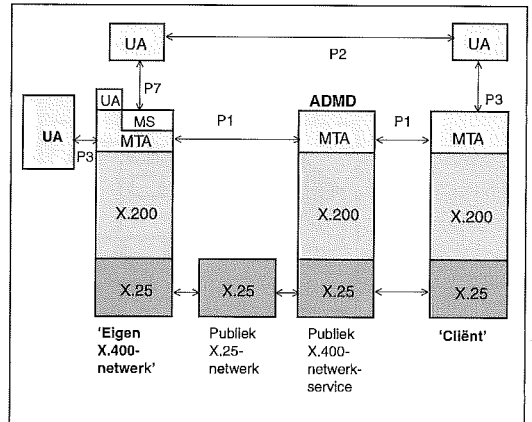 UA
P2
UA
P7
P3
UA
ADMD
UA
MS
MTA
P1
MTA
P1
MTA
P3
X.200
X.200
X.200
X.25
X.25
X.25
X.25
'Eigen
X.400-
netwerk'
Publiek
X.25-
netwerk
Publiek
X.400-
netwerk-
service
'Cliënt'